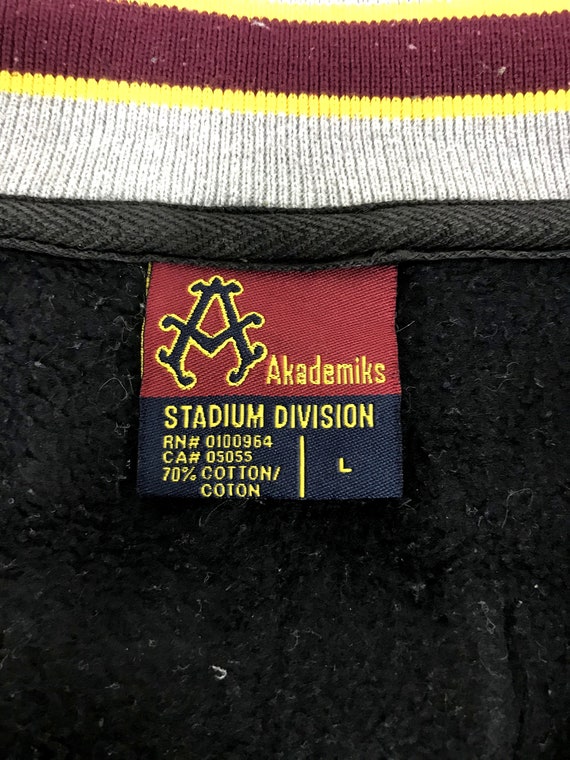 A Akademiks
STADIUM DIVISION
RN# 0100964
CA# 05055
70% COTTON/
COTON
L